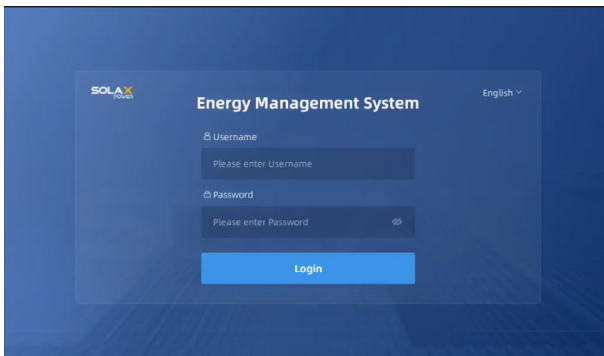 SOLAX
POWER
English
Energy Management System
Username
Please enter Username
Password
Please enter Password
Login